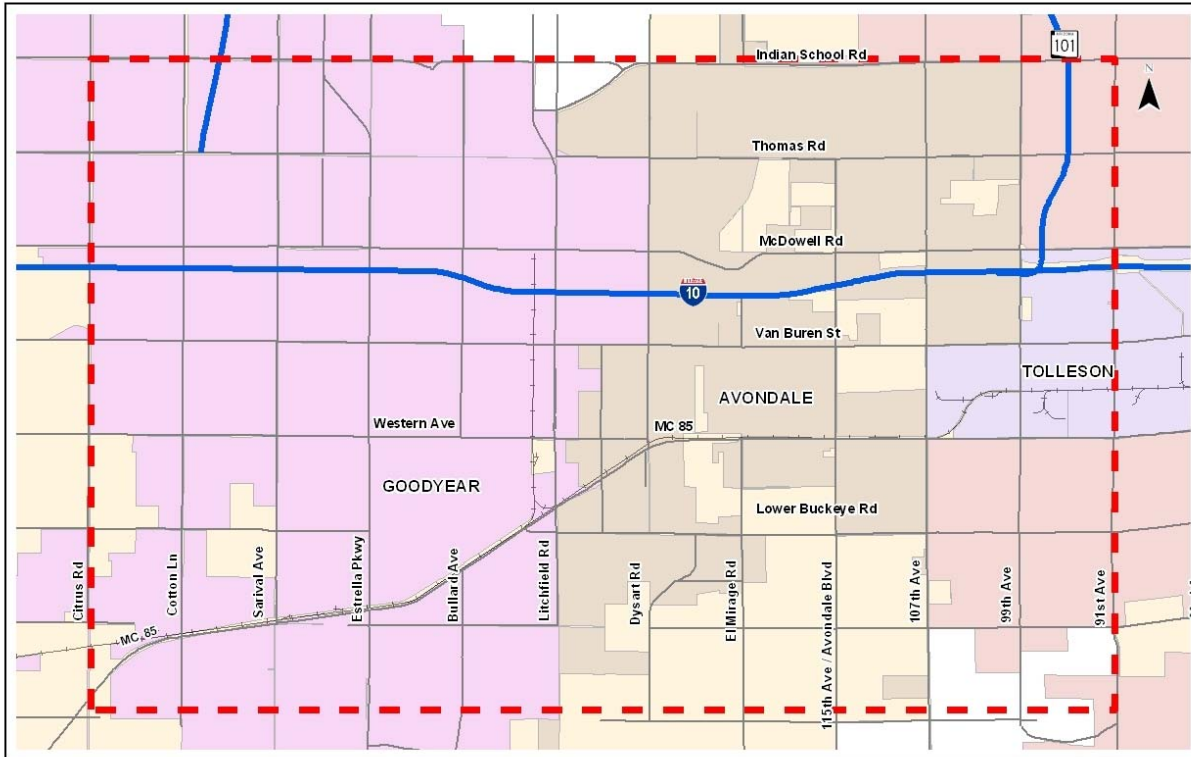 101
Indian School Rd
N
Thomas Rd
McDowell Rd
10
Van Buren St
TOLLESON
AVONDALE
Western Ave
MC 85
GOODYEAR
Lower Buckeye Rd
Citrus Rd
Cotton Ln
Sarival Ave
Estrella Pkwy
Bullard Ave
Litchfield Rd
Dysart Rd
El Mirage Rd
115th Ave / Avondale Blvd
107th Ave
99th Ave
91st Ave
MC 85